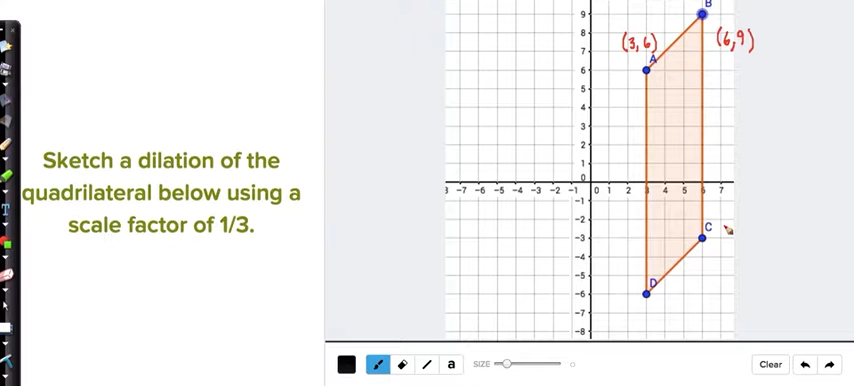 Sketch a dilation of the
quadrilateral below using a
scale factor of 1/3.
B
9
8
(3,6)
(6,9)
7
A
6
5
4
3
2
1
0
-7 -6 -5 -4 -3 -2 -1 0 1 2 3 4 5 6 7
-1
-2
C
-3
-4
-5
D
-6
-7
-8
T
a
SIZE
Clear